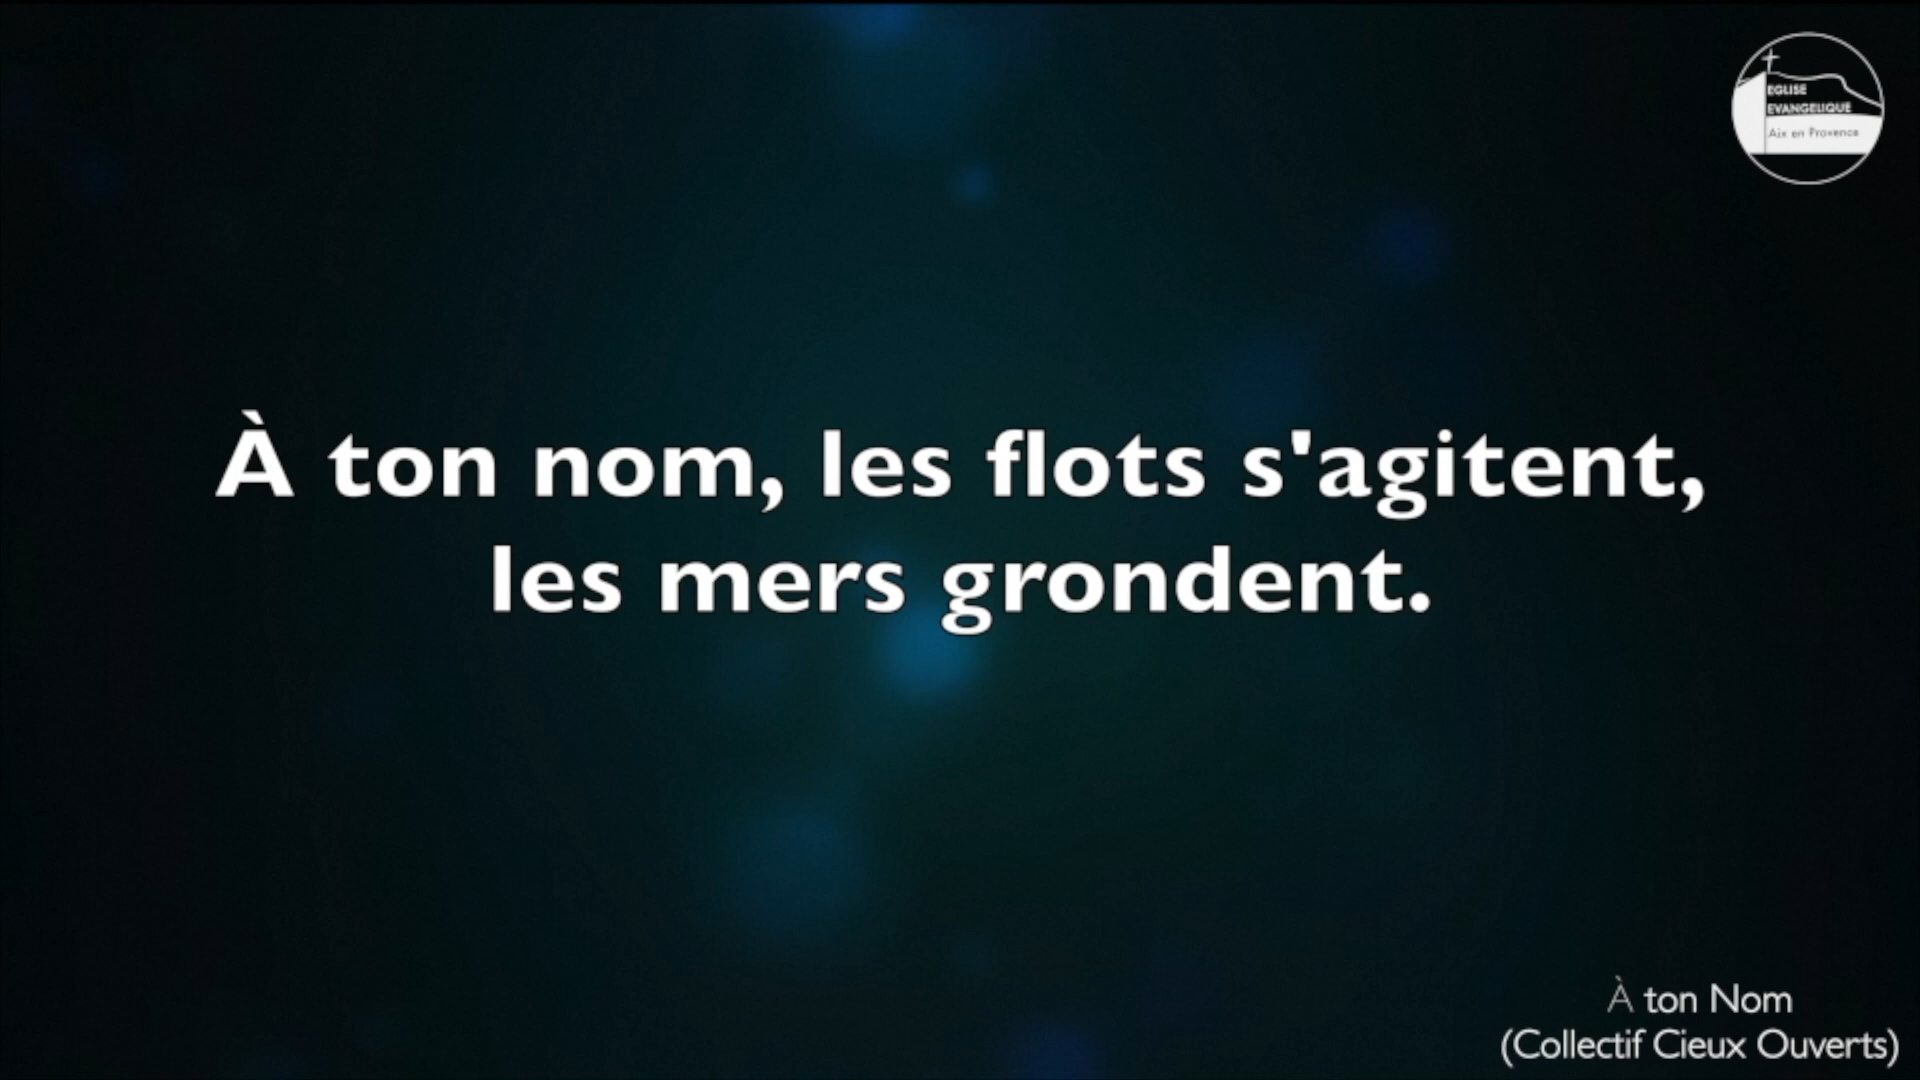 EGLISE
EVANGELIQUE
Aix en Provence
À ton nom, les flots s'agitent,
les mers grondent.
À ton Nom
(Collectif Cieux Ouverts)